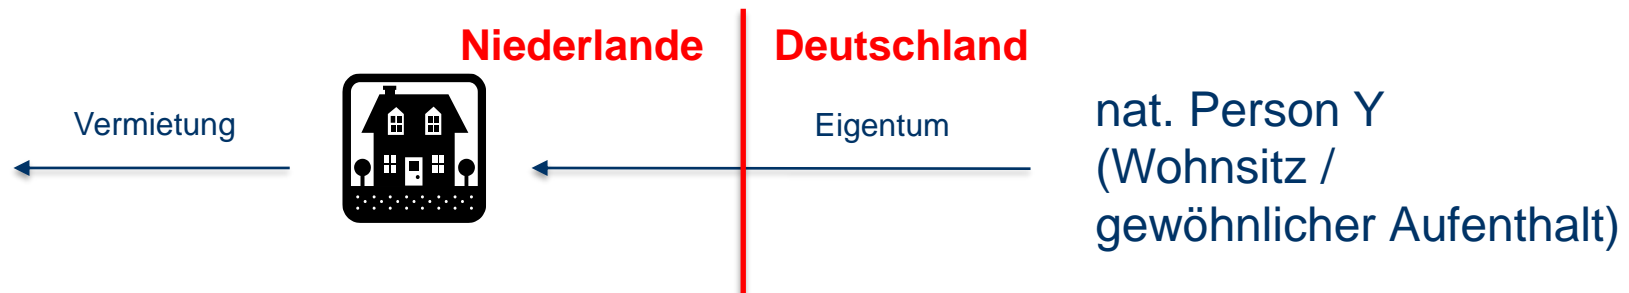 Niederlande
Deutschland
Vermietung
Eigentum
nat. Person Y
(Wohnsitz /
gewöhnlicher Aufenthalt)